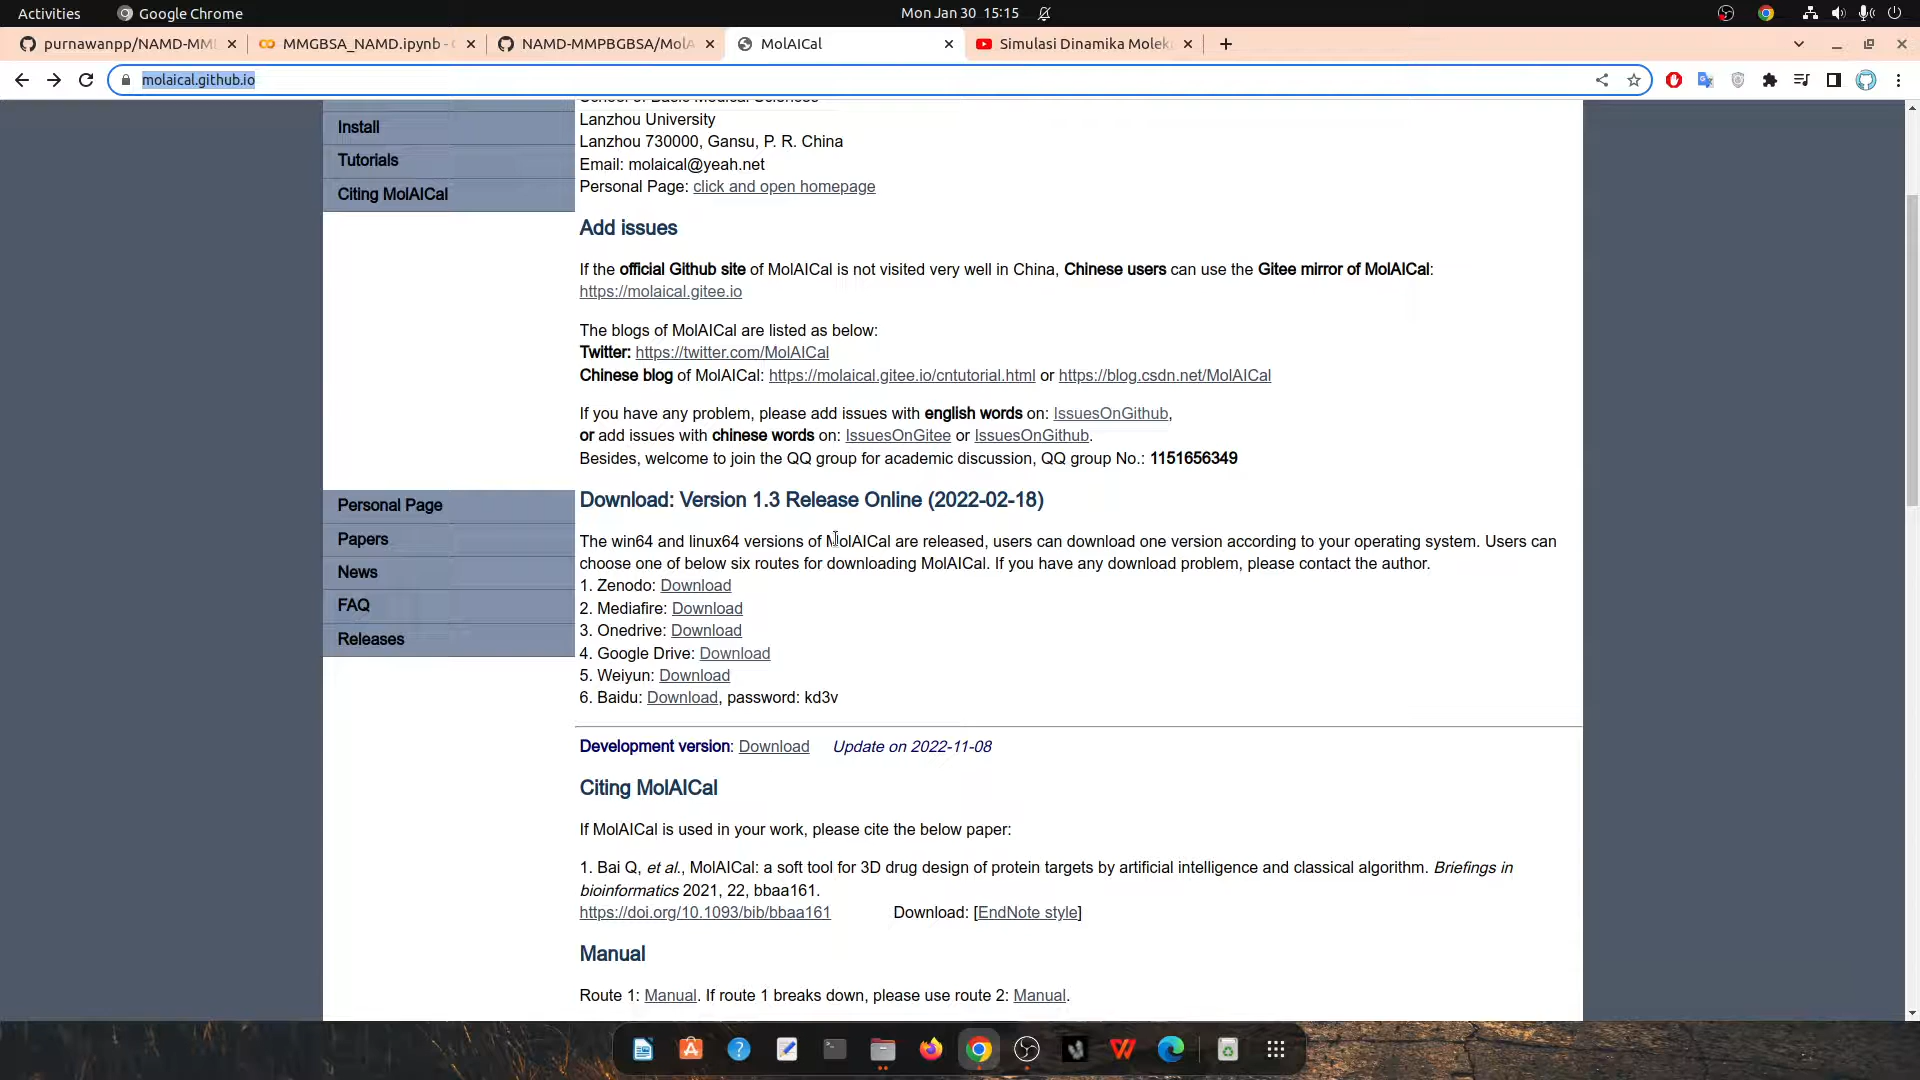 Activities
Google Chrome
Mon Jan 30 15:15
purnawanpp/NAMD-MM
MMGBSA_NAMD.ipynb -
NAMD-MMPBGBSA/MolA
MolAICal
Simulasi Dinamika Molek
molaical.github.io
Install
Tutorials
Citing MolAICal
Lanzhou University
Lanzhou 730000, Gansu, P. R. China
Email: molaical@yeah.net
Personal Page: click and open homepage
Add issues
If the official Github site of MolAICal is not visited very well in China, Chinese users can use the Gitee mirror of MolAICal:
https://molaical.gitee.io
The blogs of MolAICal are listed as below:
Twitter: https://twitter.com/MolAICal
Chinese blog of MolAICal: https://molaical.gitee.io/cntutorial.html or https://blog.csdn.net/MolAICal
If you have any problem, please add issues with english words on: IssuesOnGithub,
or add issues with chinese words on: IssuesOnGitee or IssuesOnGithub.
Besides, welcome to join the QQ group for academic discussion, QQ group No.: 1151656349
Personal Page
Papers
News
FAQ
Releases
Download: Version 1.3 Release Online (2022-02-18)
The win64 and linux64 versions of MolAICal are released, users can download one version according to your operating system. Users can
choose one of below six routes for downloading MolAICal. If you have any download problem, please contact the author.
1. Zenodo: Download
2. Mediafire: Download
3. Onedrive: Download
4. Google Drive: Download
5. Weiyun: Download
6. Baidu: Download, password: kd3v
Development version: Download Update on 2022-11-08
Citing MolAICal
If MolAICal is used in your work, please cite the below paper:
1. Bai Q, et al., MolAICal: a soft tool for 3D drug design of protein targets by artificial intelligence and classical algorithm. Briefings in
bioinformatics 2021, 22, bbaa161.
https://doi.org/10.1093/bib/bbaa161 Download: [EndNote style]
Manual
Route 1: Manual. If route 1 breaks down, please use route 2: Manual.